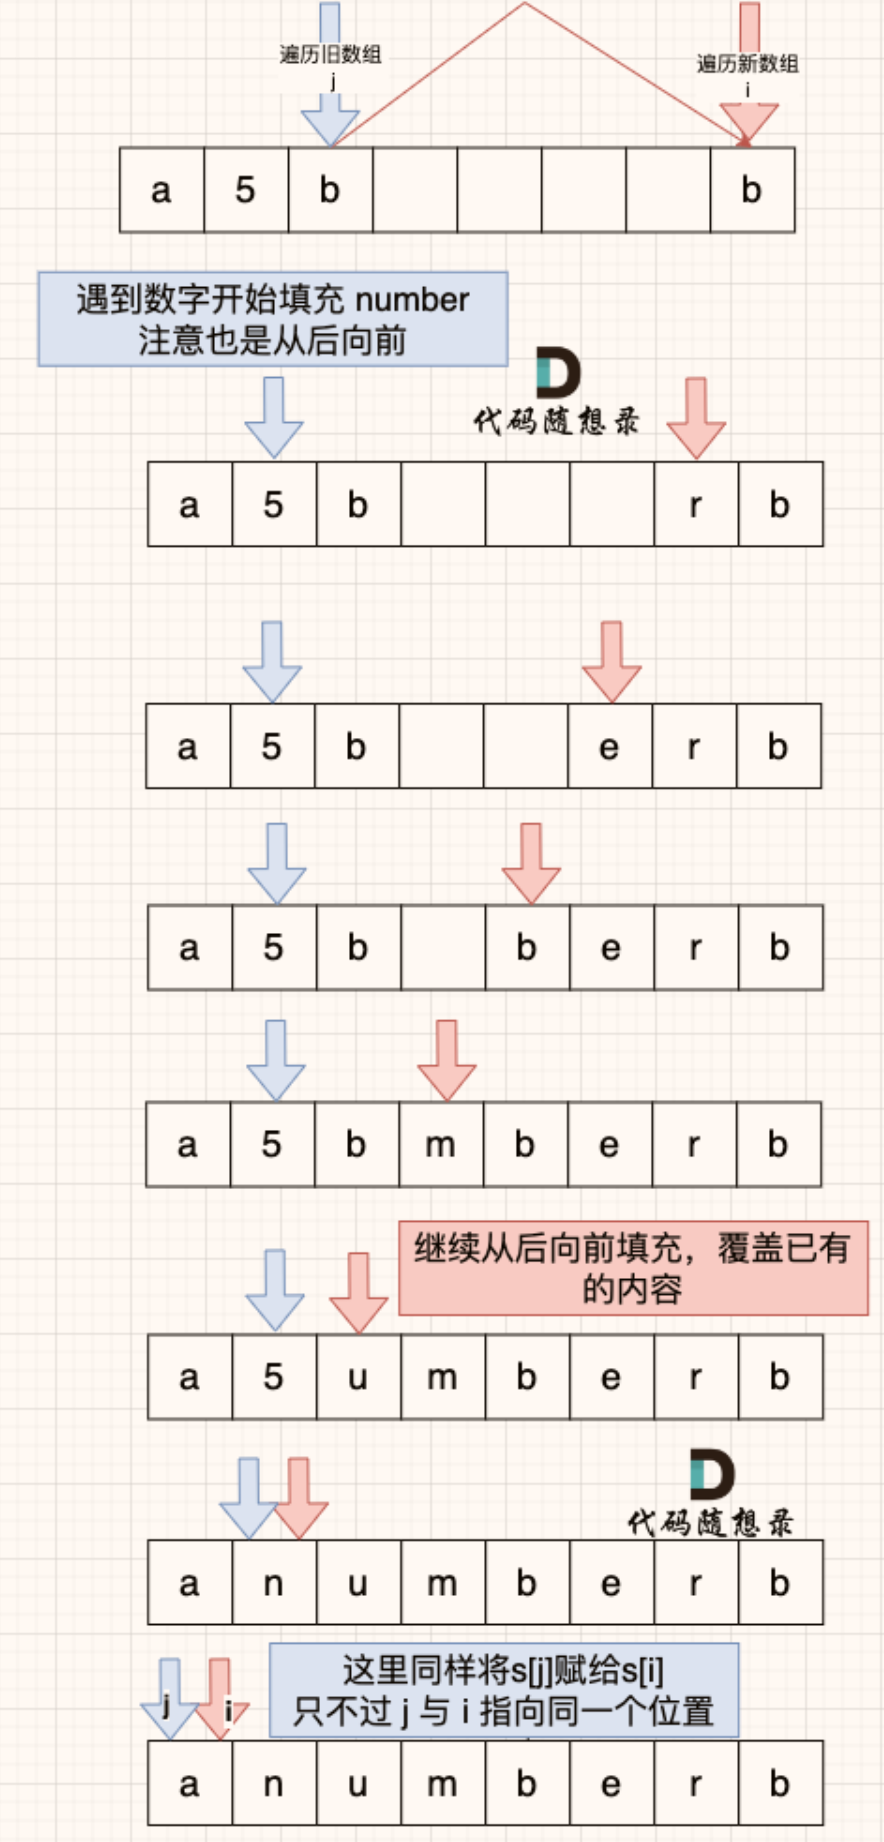 遍历旧数组
j
遍历新数组
i
a 5 b b
遇到数字开始填充 number
注意也是从后向前
代码随想录
a 5 b r b
a 5 b e r b
a 5 b b e r b
a 5 b m b e r b
继续从后向前填充，覆盖已有
的内容
a 5 u m b e r b
代码随想录
a n u m b e r b
j i
这里同样将s[j]赋给s[i]
只不过 j 与 i 指向同一个位置
a n u m b e r b